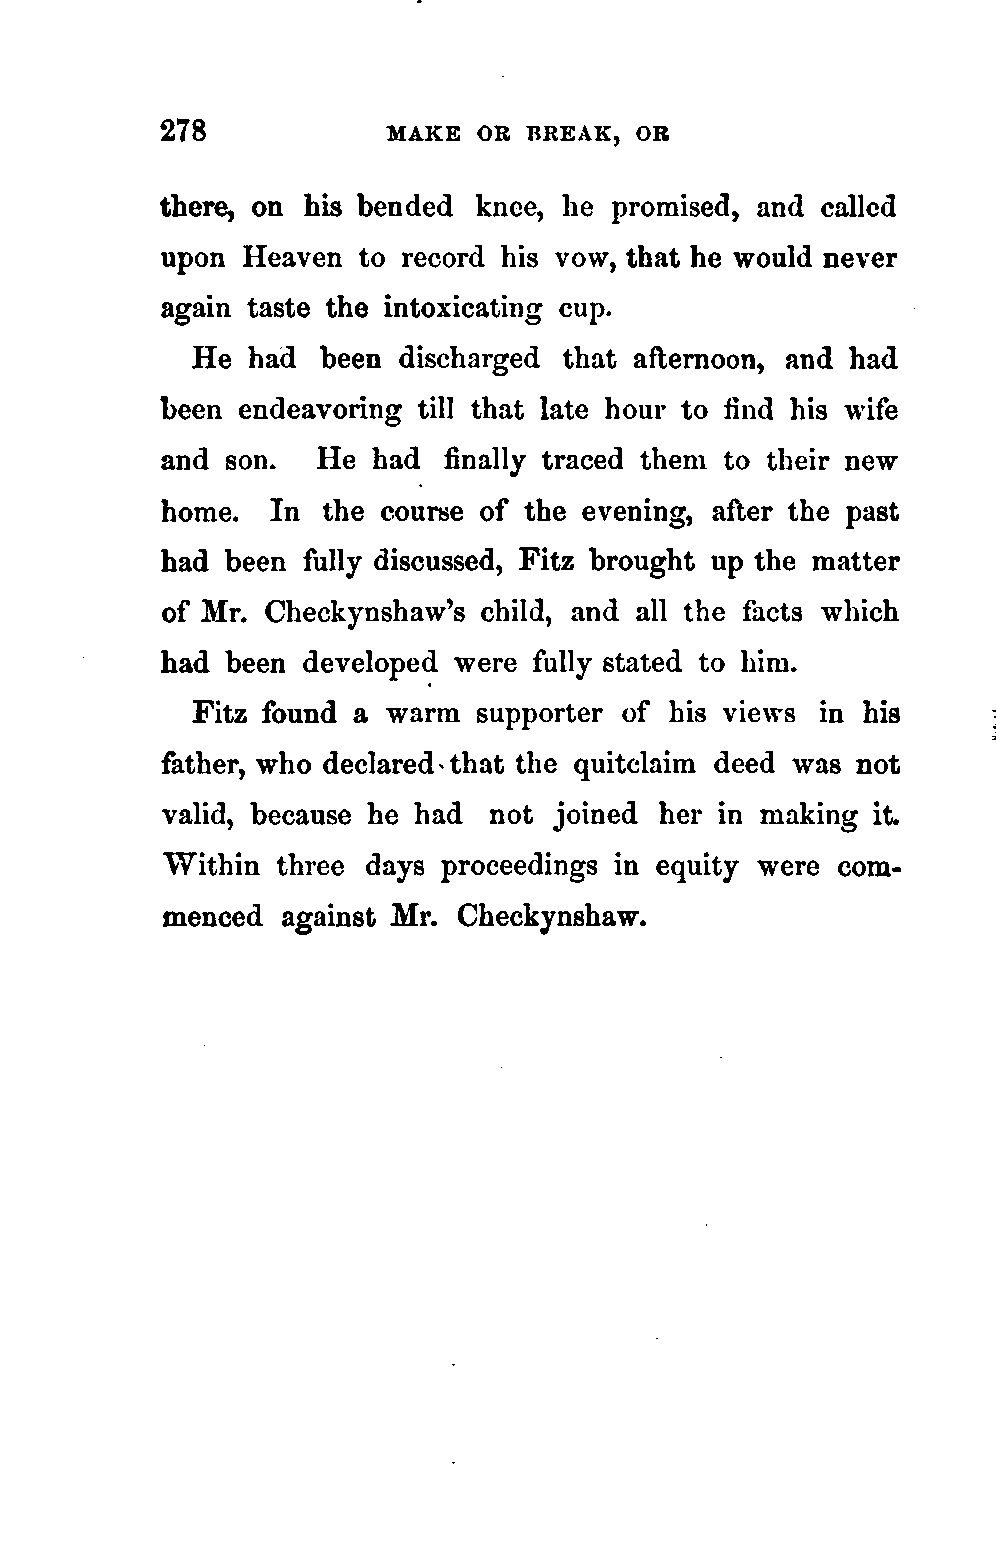 278 MAKE OR BREAK, OR
there, on his bended knee, he promised, and called
upon Heaven to record his vow, that he would never
again taste the intoxicating cup.
He had been discharged that afternoon, and had
been endeavoring till that late hour to find his wife
and son. He had finally traced them to their new
home. In the course of the evening, after the past
had been fully discussed, Fitz brought up the matter
of Mr. Checkynshaw's child, and all the facts which
had been developed were fully stated to him.
Fitz found a warm supporter of his views in his
father, who declared that the quitclaim deed was not
valid, because he had not joined her in making it.
Within three days proceedings in equity were com-
menced against Mr. Checkynshaw.